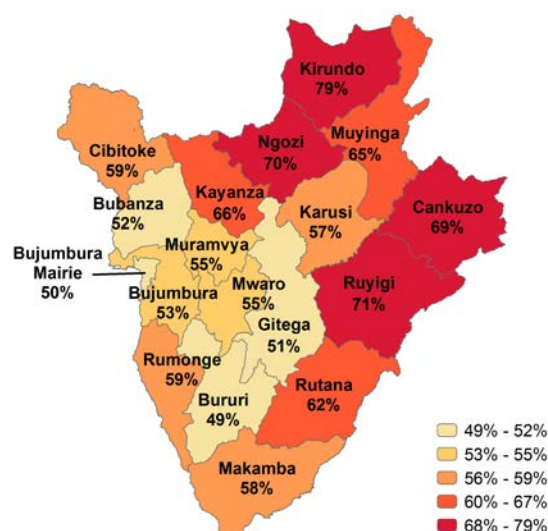 Kirundo
79%
Ngozi
70%
Muyinga
65%
Cibitoke
59%
Kayanza
66%
Bubanza
52%
Karusi
57%
Cankuzo
69%
Muramvya
55%
Bujumbura
Mairie
50%
Bujumbura
53%
Mwaro
55%
Ruyigi
71%
Gitega
51%
Rumonge
59%
Rutana
62%
Bururi
49%
Makamba
58%
49% - 52%
53% - 55%
56% - 59%
60% - 67%
68% - 79%